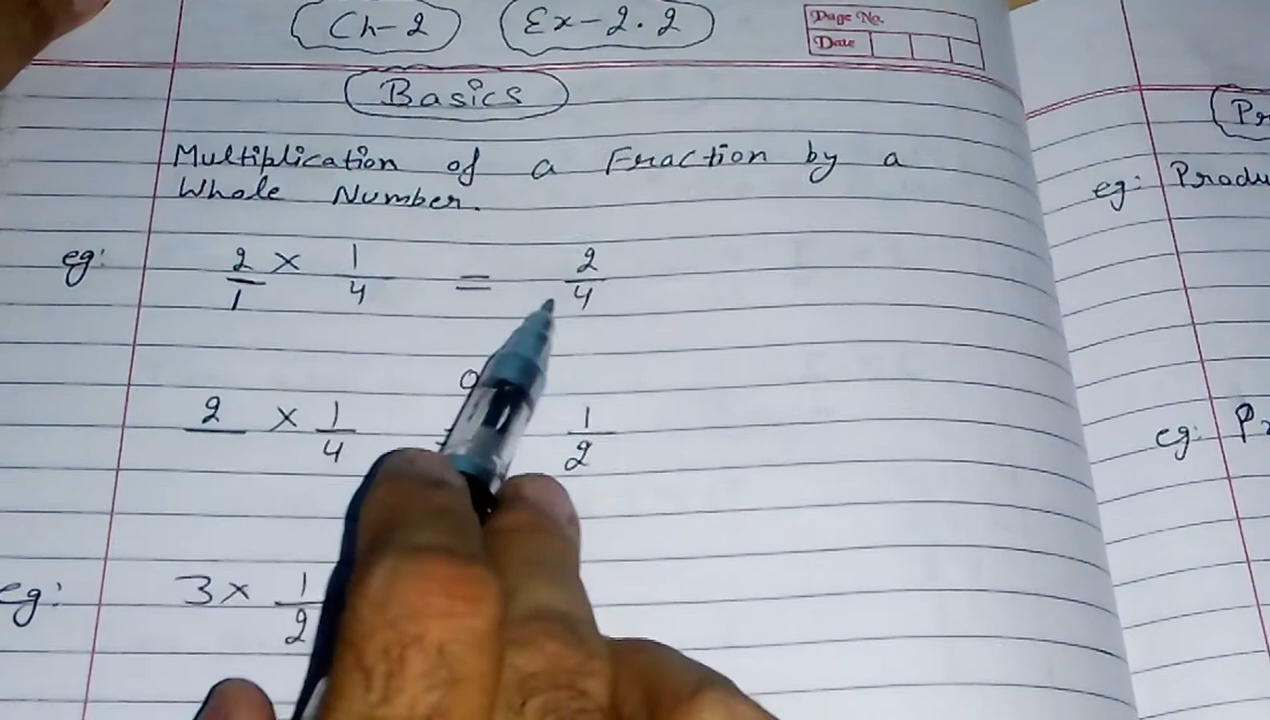 Ch-2 Ex-2.2
Page No.
Date
Basics
Multiplication of a Fraction by a
Whole Number.
eg: 2/1 × 1/4 = 2/4
2 × 1/4 1/2
eg: 3 × 1/2
eg:
eg: